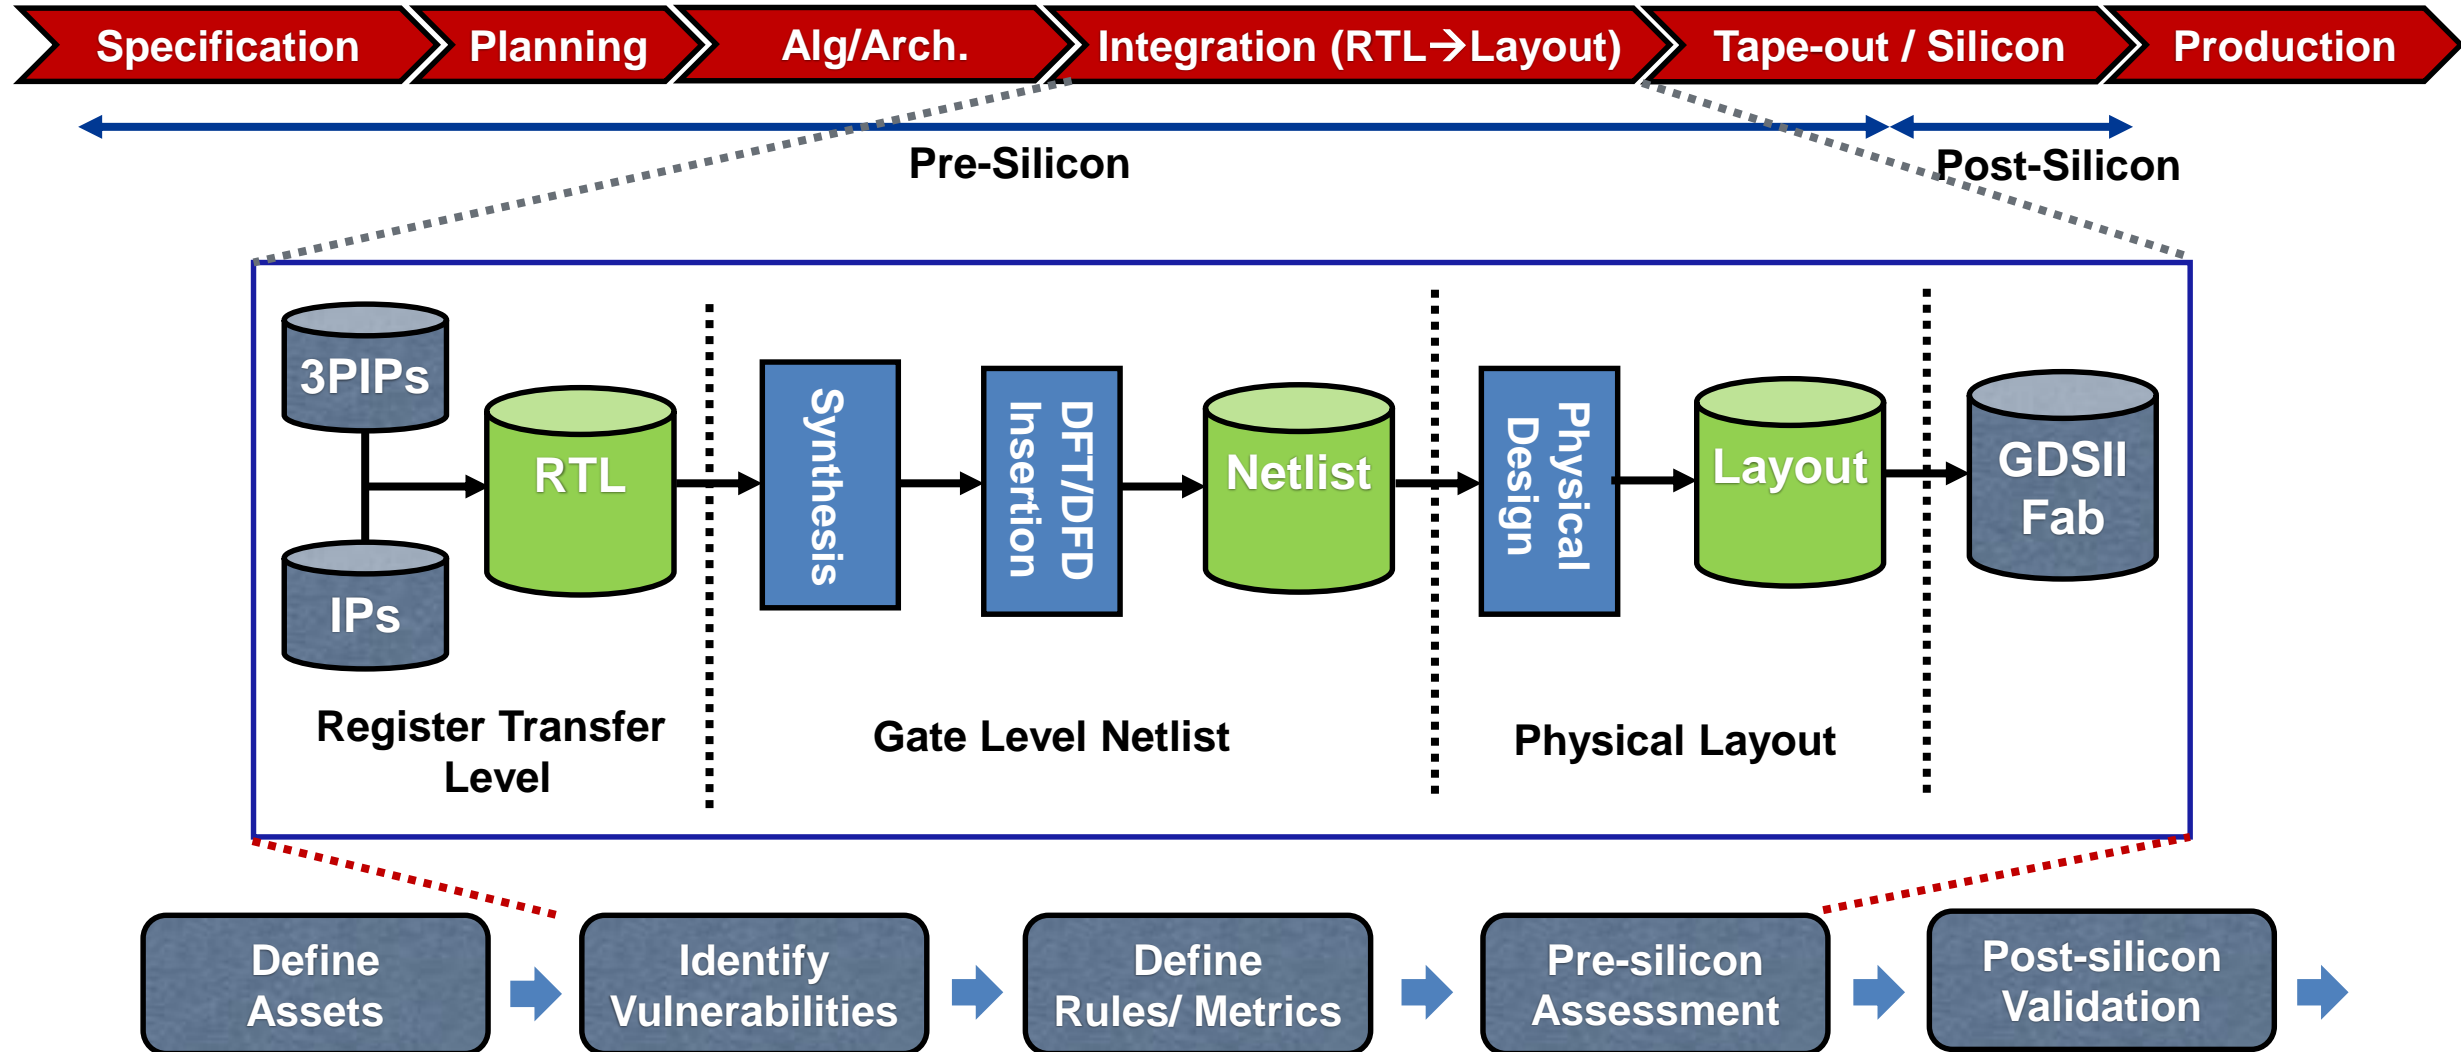 Specification
Planning
Alg/Arch.
Integration (RTL→Layout)
Tape-out / Silicon
Production
Pre-Silicon
Post-Silicon
3PIPs
IPs
RTL
Synthesis
DFT/DFD
Insertion
Netlist
Physical
Design
Layout
GDSII
Fab
Register Transfer
Level
Gate Level Netlist
Physical Layout
Define
Assets
Identify
Vulnerabilities
Define
Rules/ Metrics
Pre-silicon
Assessment
Post-silicon
Validation